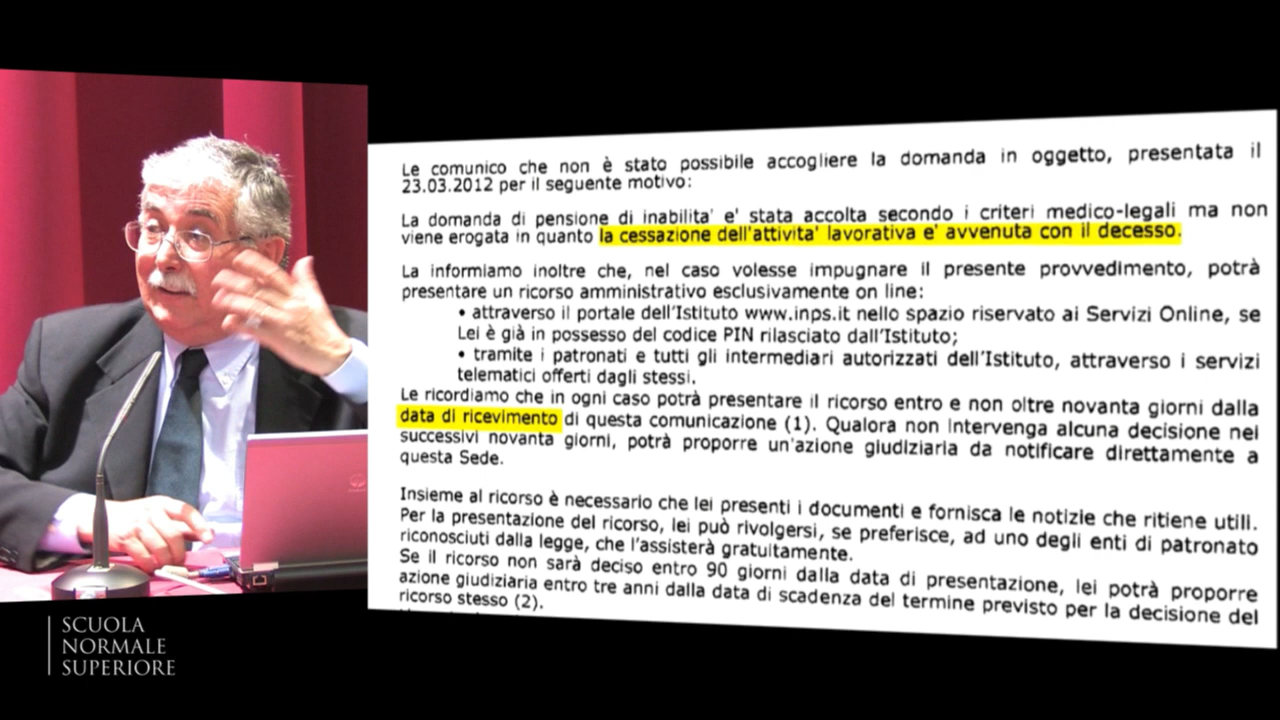 Le comunico che non è stato possibile accogliere la domanda in oggetto, presentata il
23.03.2012 per il seguente motivo:
La domanda di pensione di inabilita' e' stata accolta secondo i criteri medico-legali ma non
viene erogata in quanto la cessazione dell'attivita' lavorativa e' avvenuta con il decesso.
La informiamo inoltre che, nel caso volesse impugnare il presente provvedimento, potrà
presentare un ricorso amministrativo esclusivamente on line:
• attraverso il portale dell'Istituto www.inps.it nello spazio riservato ai Servizi Online, se
Lei è già in possesso del codice PIN rilasciato dall'Istituto;
• tramite i patronati e tutti gli intermediari autorizzati dell'Istituto, attraverso i servizi
telematici offerti dagli stessi.
Le ricordiamo che in ogni caso potrà presentare il ricorso entro e non oltre novanta giorni dalla
data di ricevimento di questa comunicazione (1). Qualora non intervenga alcuna decisione nei
successivi novanta giorni, potrà proporre un'azione giudiziaria da notificare direttamente a
questa Sede.
Insieme al ricorso è necessario che lei presenti i documenti e fornisca le notizie che ritiene utili.
Per la presentazione del ricorso, lei può rivolgersi, se preferisce, ad uno degli enti di patronato
riconosciuti dalla legge, che l'assisterà gratuitamente.
Se il ricorso non sarà deciso entro 90 giorni dalla data di presentazione, lei potrà proporre
azione giudiziaria entro tre anni dalla data di scadenza del termine previsto per la decisione del
ricorso stesso (2).
SCUOLA
NORMALE
SUPERIORE